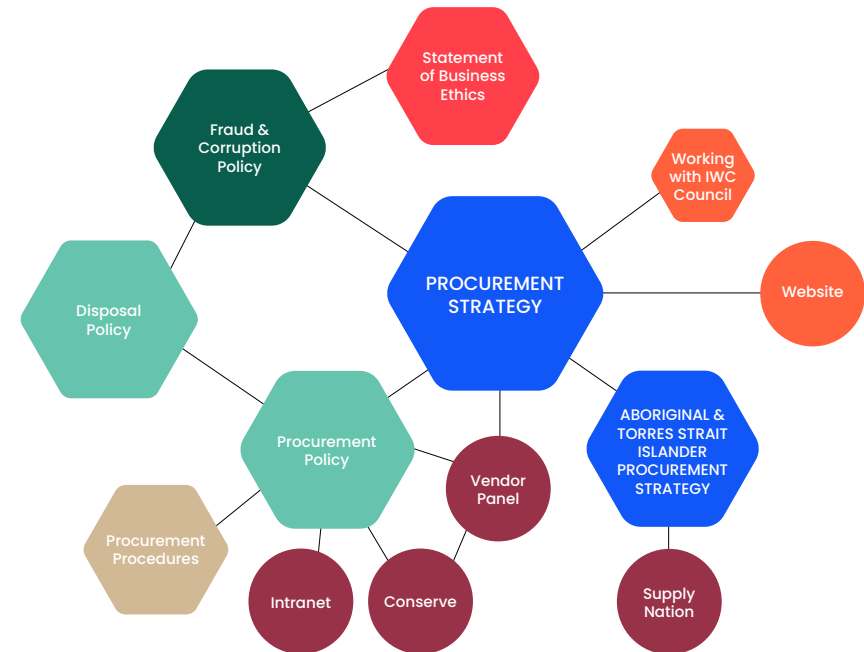 Statement
of Business
Ethics
Fraud &
Corruption
Policy
Working
with IWC
Council
PROCUREMENT
STRATEGY
Website
Disposal
Policy
ABORIGINAL &
TORRES STRAIT
ISLANDER
PROCUREMENT
STRATEGY
Procurement
Policy
Vendor
Panel
Procurement
Procedures
Intranet
Conserve
Supply
Nation